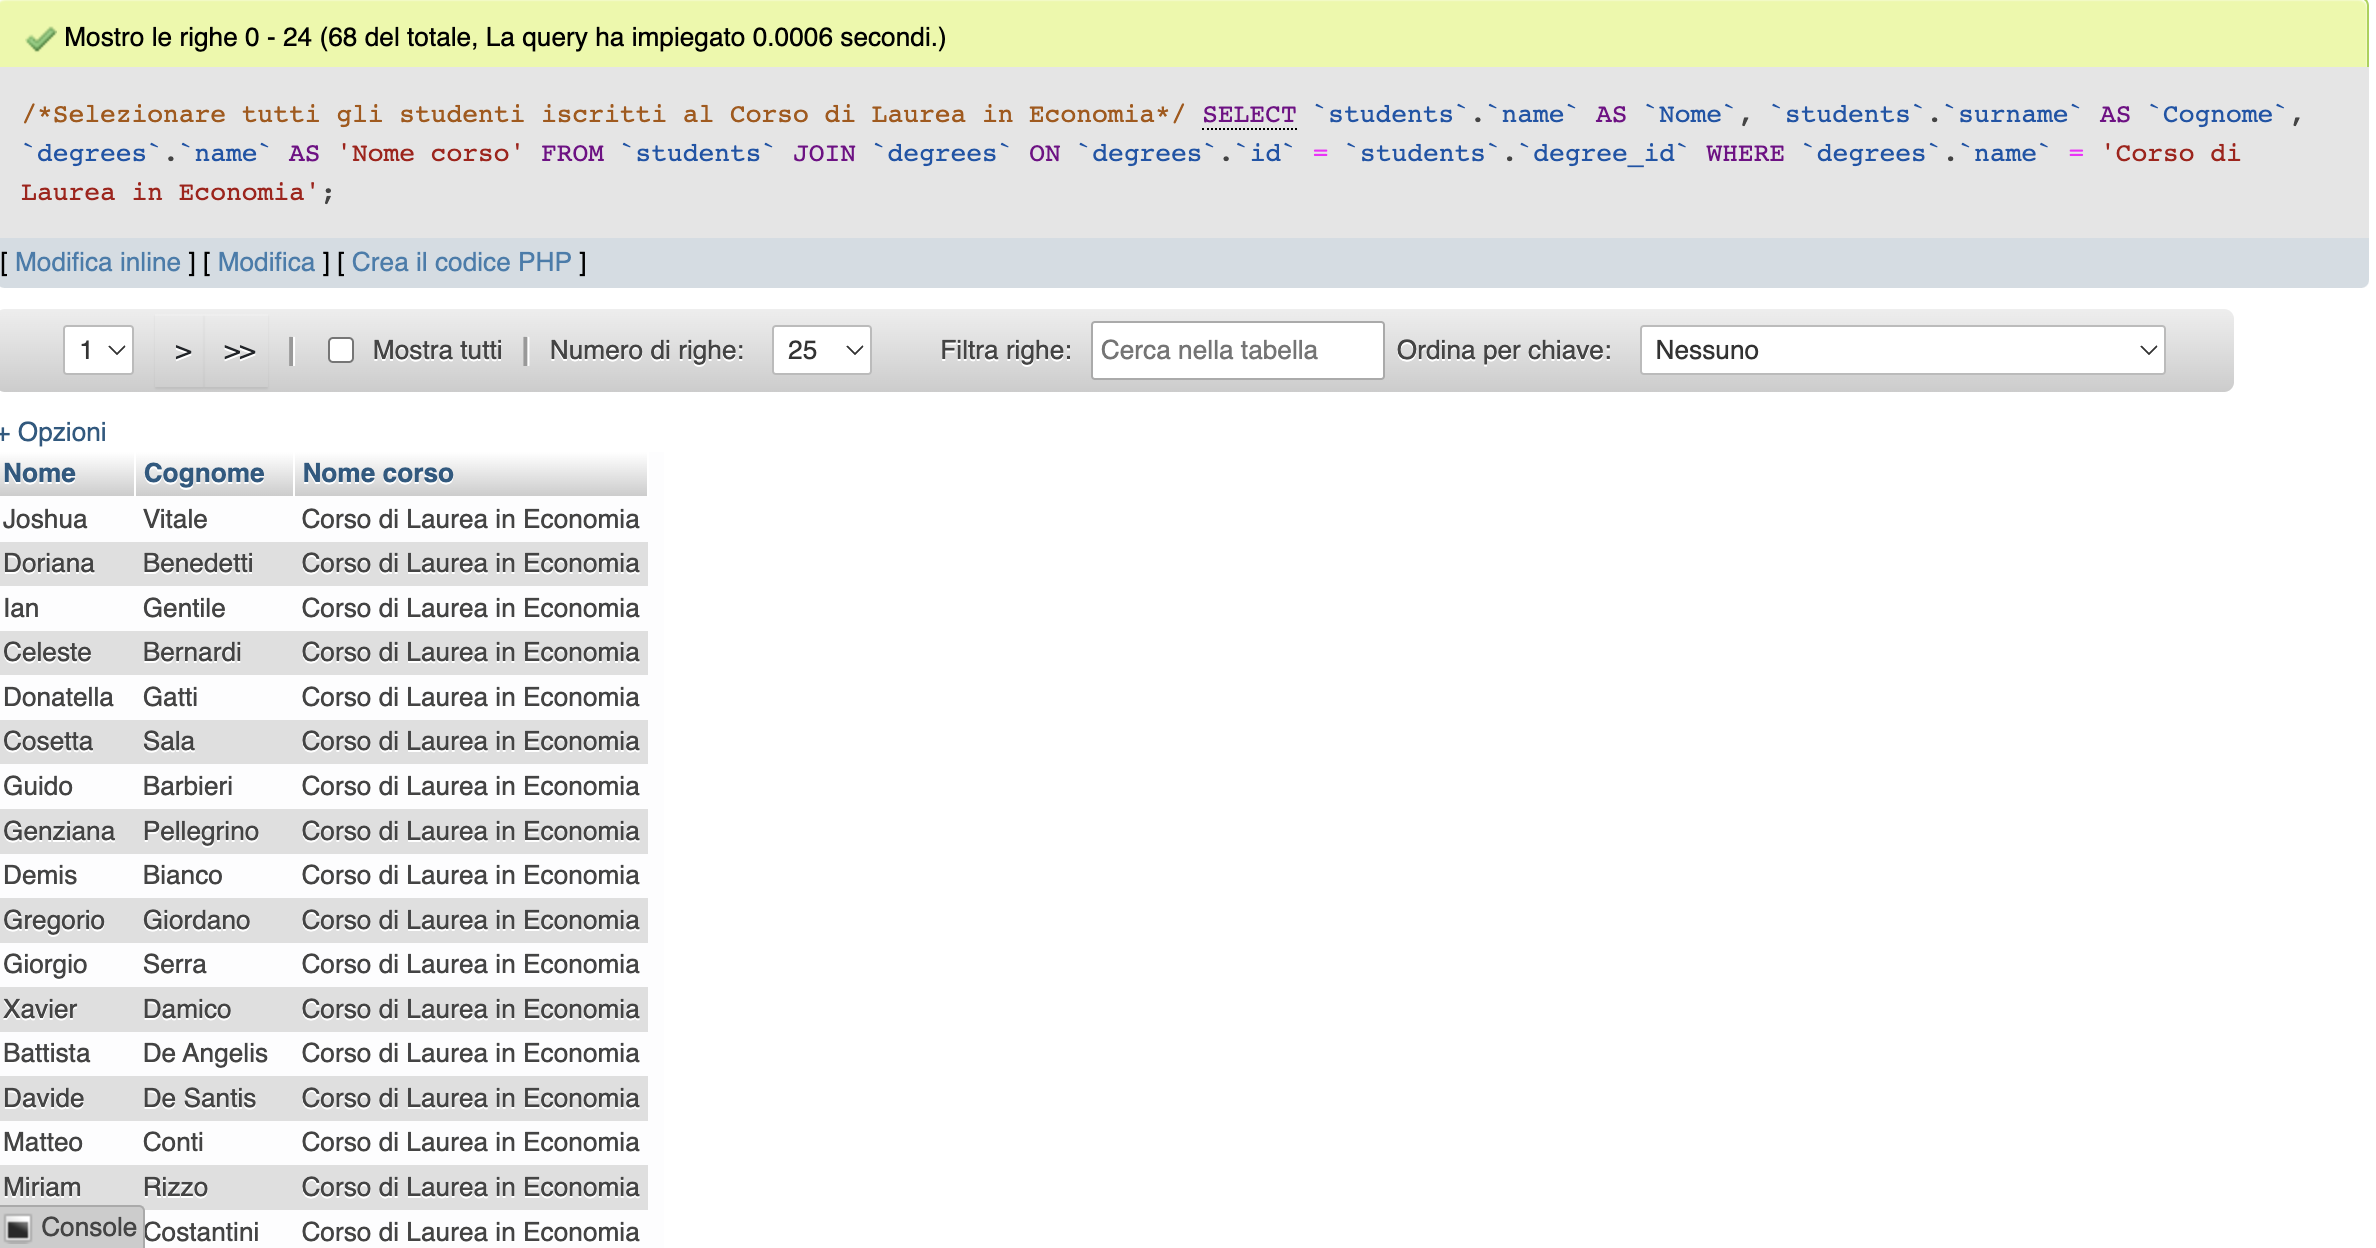 Mostro le righe 0 - 24 (68 del totale, La query ha impiegato 0.0006 secondi.)
/*Selezionare tutti gli studenti iscritti al Corso di Laurea in Economia*/ SELECT `students`.`name` AS `Nome`, `students`.`surname` AS `Cognome`,
`degrees`.`name` AS 'Nome corso' FROM `students` JOIN `degrees` ON `degrees`.`id` = `students`.`degree_id` WHERE `degrees`.`name` = 'Corso di
Laurea in Economia';
[ Modifica inline ] [ Modifica ] [ Crea il codice PHP ]
1 > >> | Mostra tutti | Numero di righe: 25 Filtra righe: Cerca nella tabella Ordina per chiave: Nessuno
+ Opzioni
Nome Cognome Nome corso
Joshua Vitale Corso di Laurea in Economia
Doriana Benedetti Corso di Laurea in Economia
Ian Gentile Corso di Laurea in Economia
Celeste Bernardi Corso di Laurea in Economia
Donatella Gatti Corso di Laurea in Economia
Cosetta Sala Corso di Laurea in Economia
Guido Barbieri Corso di Laurea in Economia
Genziana Pellegrino Corso di Laurea in Economia
Demis Bianco Corso di Laurea in Economia
Gregorio Giordano Corso di Laurea in Economia
Giorgio Serra Corso di Laurea in Economia
Xavier Damico Corso di Laurea in Economia
Battista De Angelis Corso di Laurea in Economia
Davide De Santis Corso di Laurea in Economia
Matteo Conti Corso di Laurea in Economia
Miriam Rizzo Corso di Laurea in Economia
Console Costantini Corso di Laurea in Economia